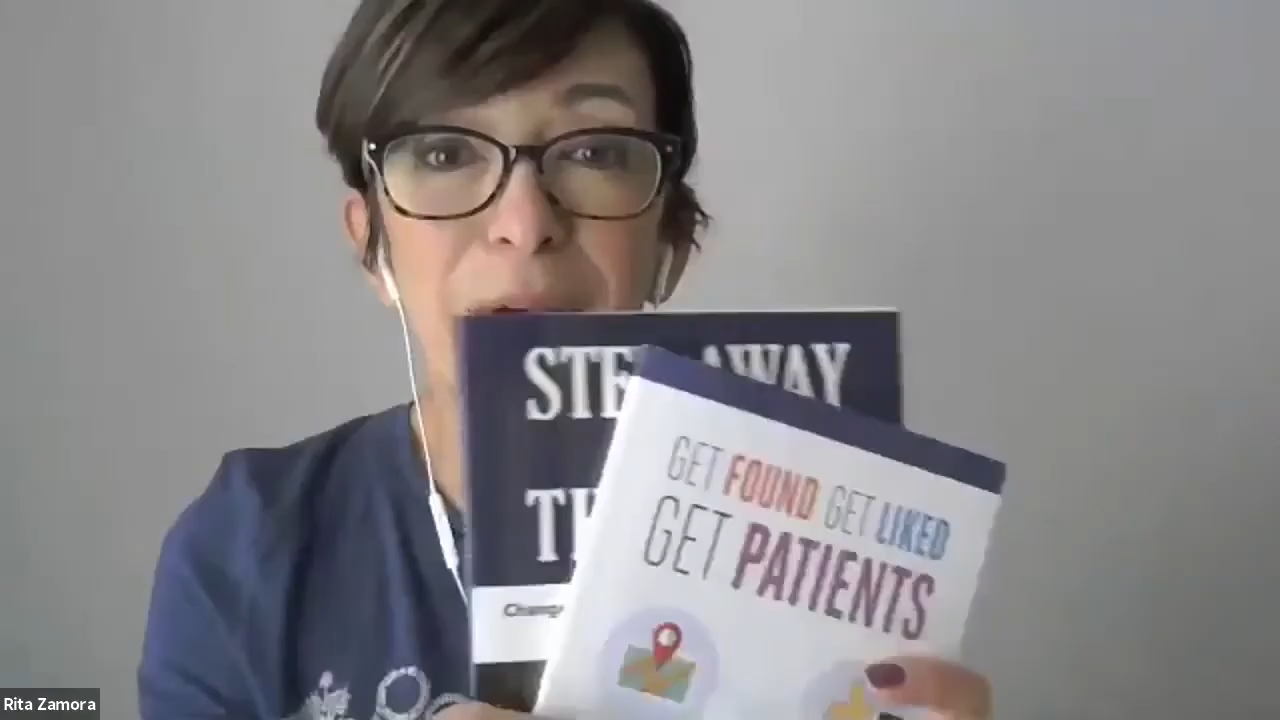 STE AWAY
GET FOUND GET LIKED
GET PATIENTS
Rita Zamora